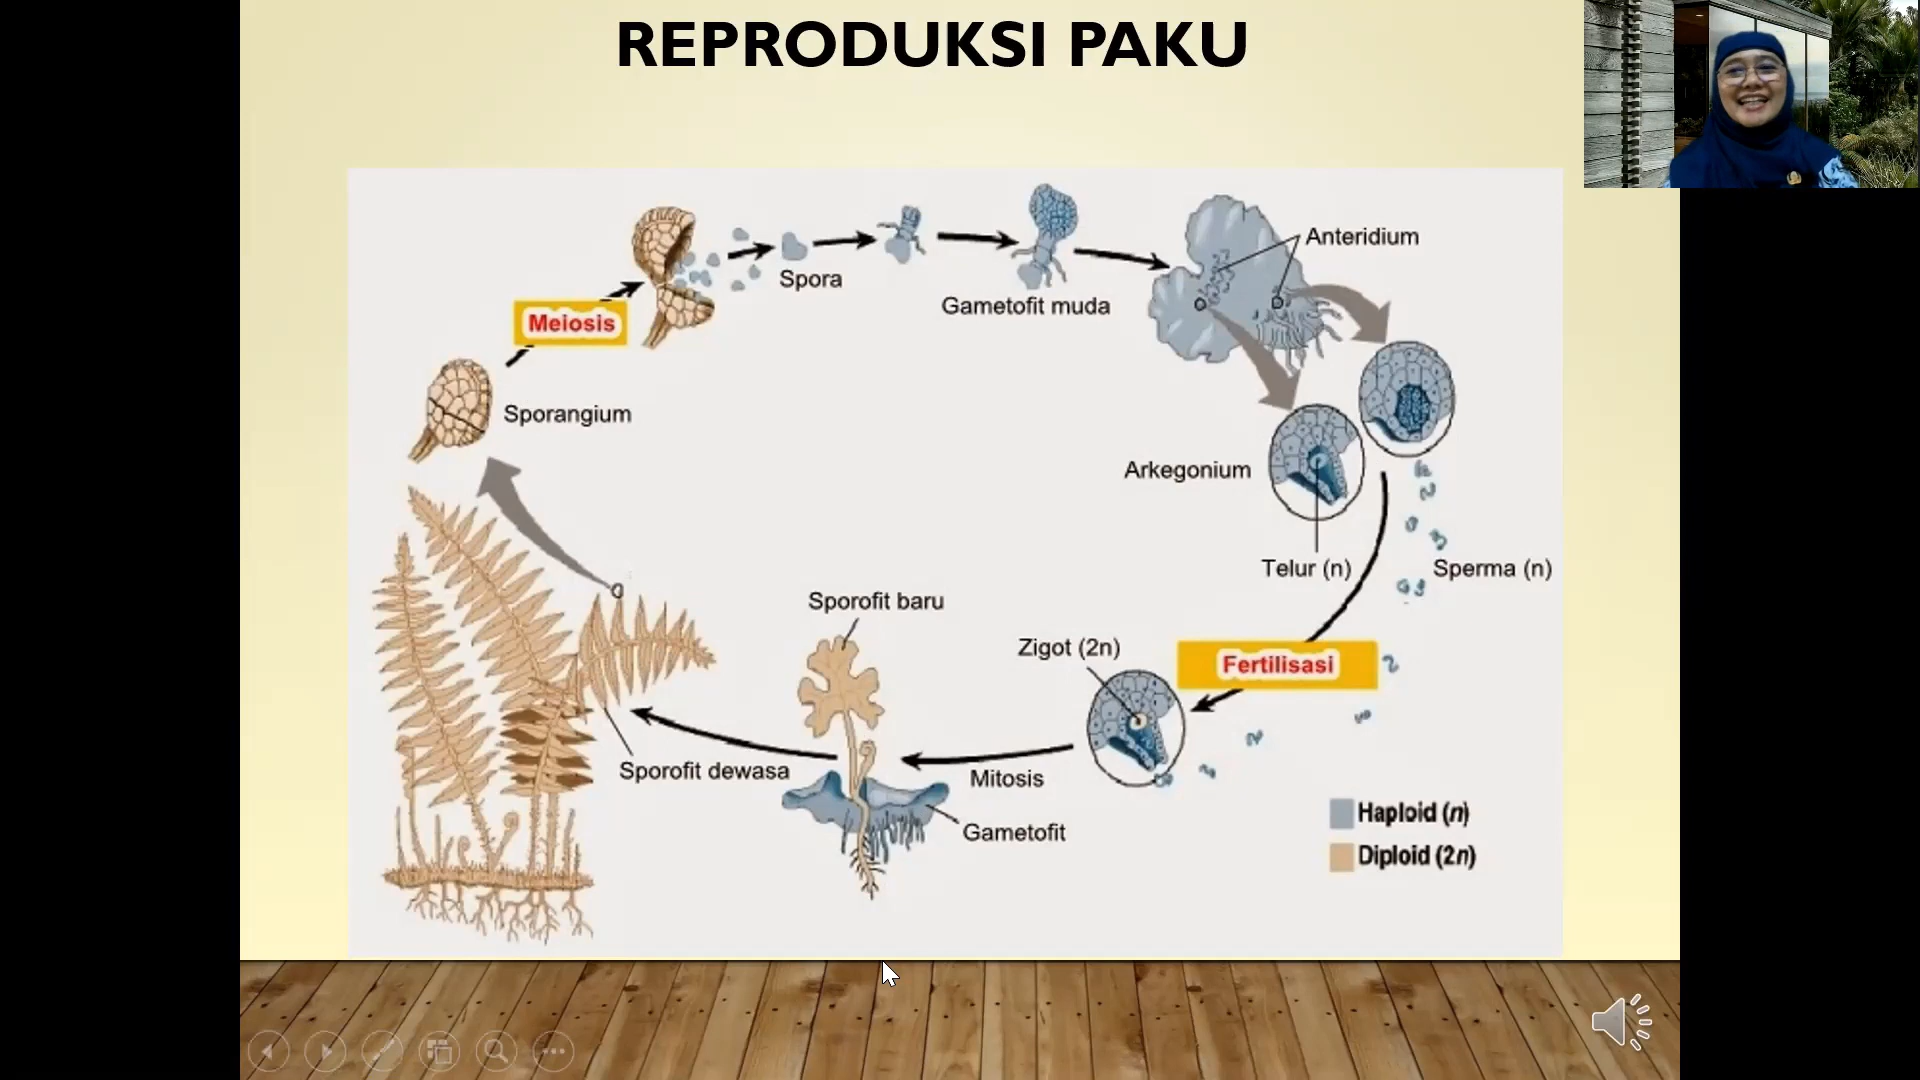 REPRODUKSI PAKU
Anteridium
Spora
Gametofit muda
Meiosis
Sporangium
Arkegonium
Telur (n)
Sperma (n)
Sporofit baru
Zigot (2n)
Fertilisasi
Sporofit dewasa
Mitosis
Gametofit
Haploid (n)
Diploid (2n)